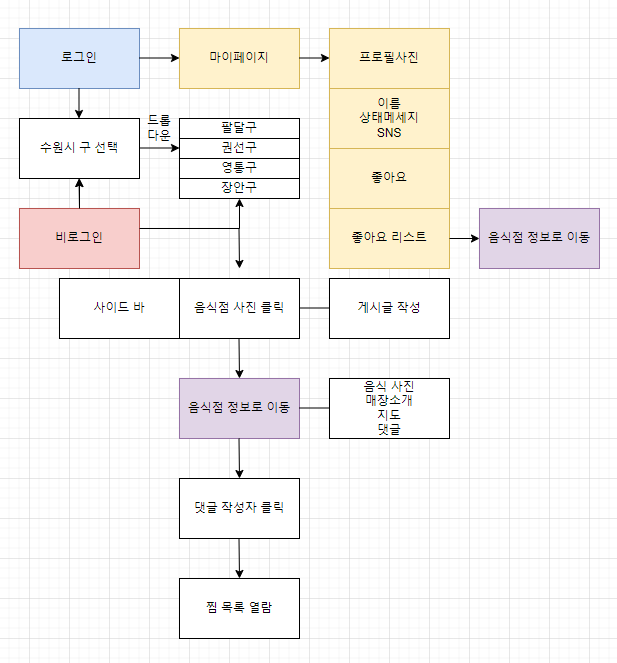 로그인
마이페이지
프로필사진
이름
상태메세지
SNS
드롭
다운
수원시 구 선택
팔달구
권선구
영통구
장안구
좋아요
비로그인
좋아요 리스트
음식점 정보로 이동
사이드 바
음식점 사진 클릭
게시글 작성
음식점 정보로 이동
음식 사진
매장소개
지도
댓글
댓글 작성자 클릭
찜 목록 열람